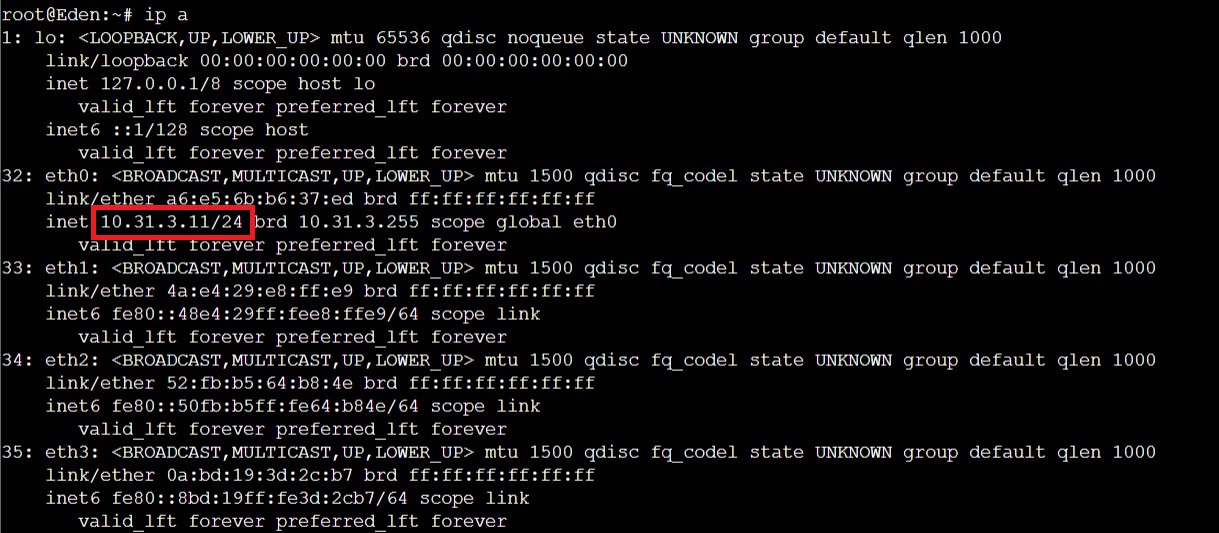 root@Eden:~# ip a
1: lo: <LOOPBACK,UP,LOWER_UP> mtu 65536 qdisc noqueue state UNKNOWN group default qlen 1000
    link/loopback 00:00:00:00:00:00 brd 00:00:00:00:00:00
    inet 127.0.0.1/8 scope host lo
       valid_lft forever preferred_lft forever
    inet6 ::1/128 scope host
       valid_lft forever preferred_lft forever
32: eth0: <BROADCAST,MULTICAST,UP,LOWER_UP> mtu 1500 qdisc fq_codel state UNKNOWN group default qlen 1000
    link/ether a6:e5:6b:b6:37:ed brd ff:ff:ff:ff:ff:ff
    inet 10.31.3.11/24 brd 10.31.3.255 scope global eth0
       valid_lft forever preferred_lft forever
33: eth1: <BROADCAST,MULTICAST,UP,LOWER_UP> mtu 1500 qdisc fq_codel state UNKNOWN group default qlen 1000
    link/ether 4a:e4:29:e8:ff:e9 brd ff:ff:ff:ff:ff:ff
    inet6 fe80::48e4:29ff:fee8:ffe9/64 scope link
       valid_lft forever preferred_lft forever
34: eth2: <BROADCAST,MULTICAST,UP,LOWER_UP> mtu 1500 qdisc fq_codel state UNKNOWN group default qlen 1000
    link/ether 52:fb:b5:64:b8:4e brd ff:ff:ff:ff:ff:ff
    inet6 fe80::50fb:b5ff:fe64:b84e/64 scope link
       valid_lft forever preferred_lft forever
35: eth3: <BROADCAST,MULTICAST,UP,LOWER_UP> mtu 1500 qdisc fq_codel state UNKNOWN group default qlen 1000
    link/ether 0a:bd:19:3d:2c:b7 brd ff:ff:ff:ff:ff:ff
    inet6 fe80::8bd:19ff:fe3d:2cb7/64 scope link
       valid_lft forever preferred_lft forever